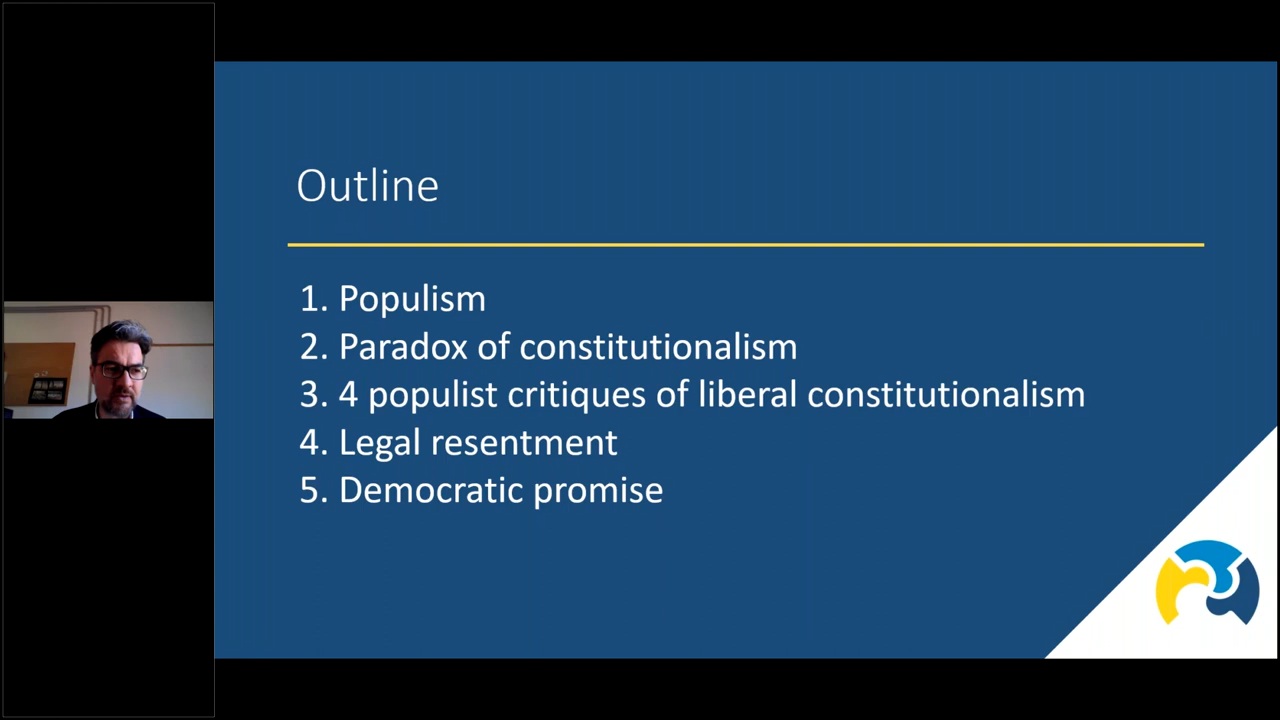 Outline
1. Populism
2. Paradox of constitutionalism
3. 4 populist critiques of liberal constitutionalism
4. Legal resentment
5. Democratic promise